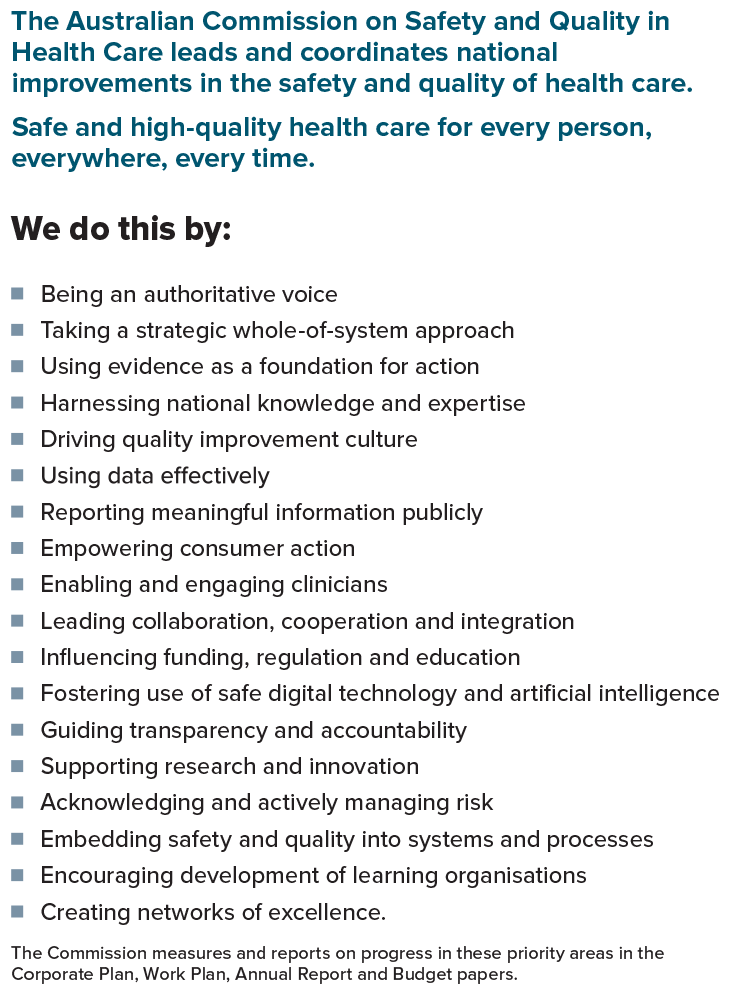 The Australian Commission on Safety and Quality in
Health Care leads and coordinates national
improvements in the safety and quality of health care.
Safe and high-quality health care for every person,
everywhere, every time.
We do this by:
Being an authoritative voice
Taking a strategic whole-of-system approach
Using evidence as a foundation for action
Harnessing national knowledge and expertise
Driving quality improvement culture
Using data effectively
Reporting meaningful information publicly
Empowering consumer action
Enabling and engaging clinicians
Leading collaboration, cooperation and integration
Influencing funding, regulation and education
Fostering use of safe digital technology and artificial intelligence
Guiding transparency and accountability
Supporting research and innovation
Acknowledging and actively managing risk
Embedding safety and quality into systems and processes
Encouraging development of learning organisations
Creating networks of excellence.
The Commission measures and reports on progress in these priority areas in the
Corporate Plan, Work Plan, Annual Report and Budget papers.